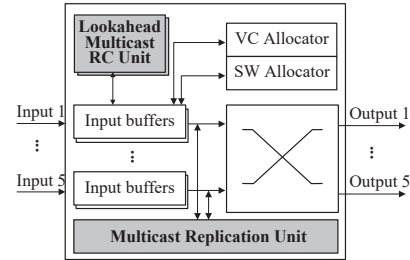 Lookahead
Multicast
RC Unit
VC Allocator
SW Allocator
Input 1
Input buffers
Output 1
...
...
...
Input 5
Input buffers
Output 5
Multicast Replication Unit